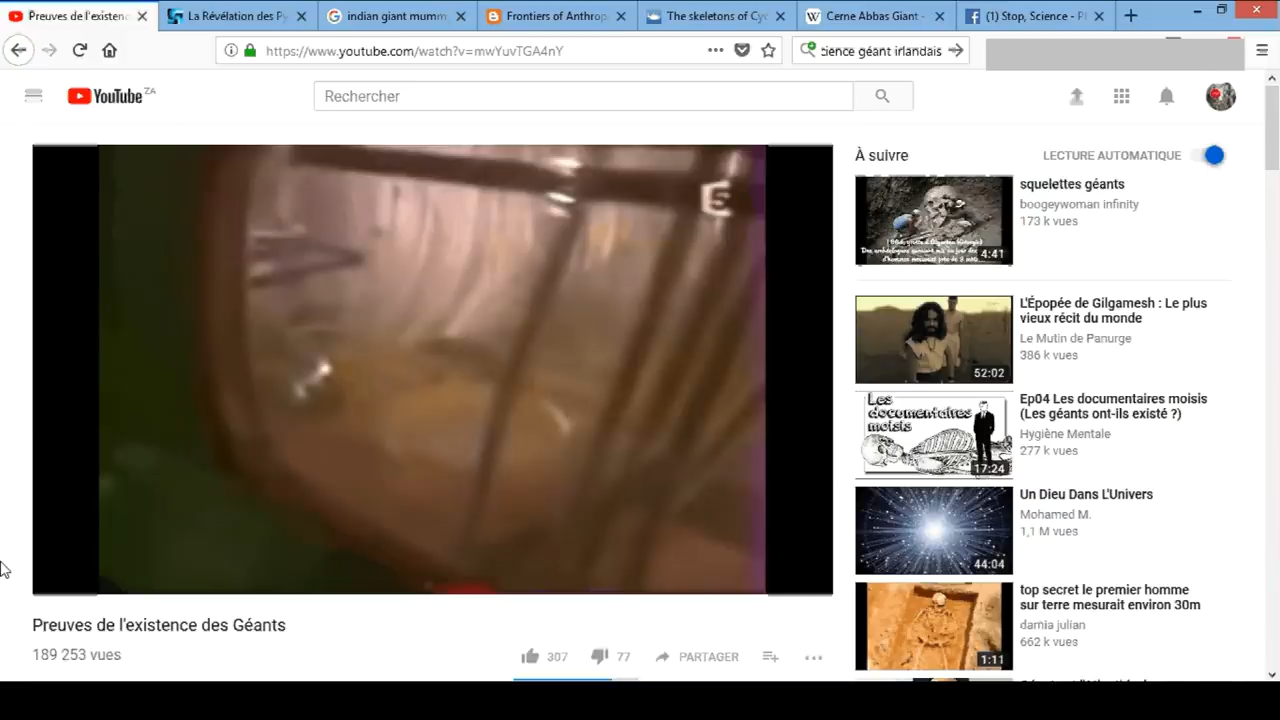 Preuves de l'existenc
La Révélation des Py
indian giant mumm
Frontiers of Anthrop
The skeletons of Cyc
Cerne Abbas Giant -
(1) Stop, Science - Pl
https://www.youtube.com/watch?v=mwYuvTGA4nY
cience géant irlandais
YouTube ZA
Rechercher
À suivre
LECTURE AUTOMATIQUE
squelettes géants
boogeywoman infinity
173 k vues
4:41
L'Épopée de Gilgamesh : Le plus
vieux récit du monde
Le Mutin de Panurge
386 k vues
52:02
Les
documentaires
moisis
17:24
Ep04 Les documentaires moisis
(Les géants ont-ils existé ?)
Hygiène Mentale
277 k vues
Un Dieu Dans L'Univers
Mohamed M.
1,1 M vues
44:04
top secret le premier homme
sur terre mesurait environ 30m
damia julian
662 k vues
1:11
Preuves de l'existence des Géants
189 253 vues
307
77
PARTAGER